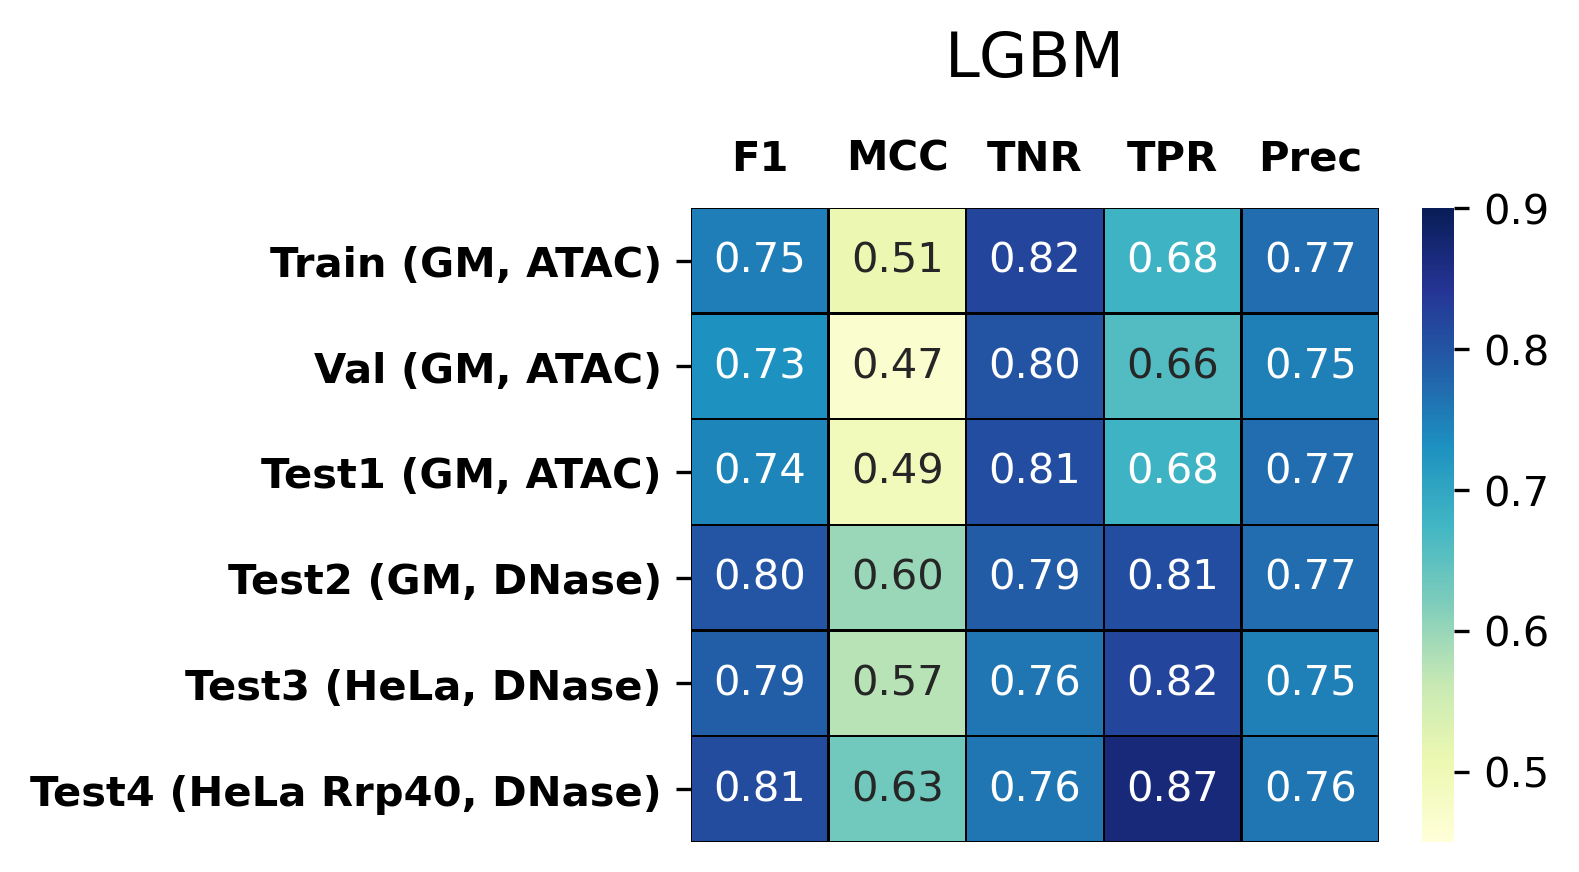 LGBM
F1 MCC TNR TPR Prec
Train (GM, ATAC) 0.75 0.51 0.82 0.68 0.77
Val (GM, ATAC) 0.73 0.47 0.80 0.66 0.75
Test1 (GM, ATAC) 0.74 0.49 0.81 0.68 0.77
Test2 (GM, DNase) 0.80 0.60 0.79 0.81 0.77
Test3 (HeLa, DNase) 0.79 0.57 0.76 0.82 0.75
Test4 (HeLa Rrp40, DNase) 0.81 0.63 0.76 0.87 0.76
0.9
0.8
0.7
0.6
0.5